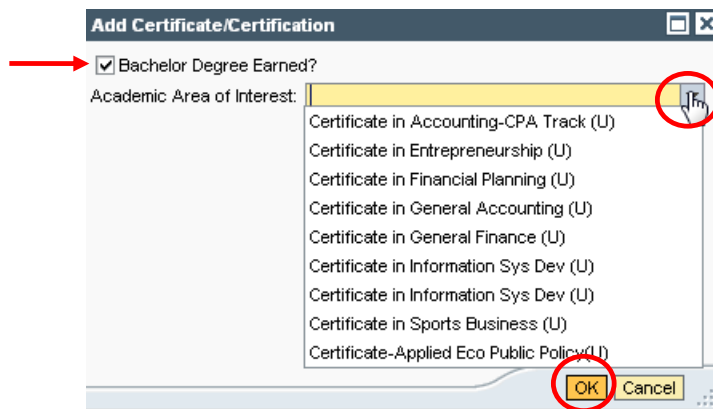 Add Certificate/Certification
Bachelor Degree Earned?
Academic Area of Interest:
Certificate in Accounting-CPA Track (U)
Certificate in Entrepreneurship (U)
Certificate in Financial Planning (U)
Certificate in General Accounting (U)
Certificate in General Finance (U)
Certificate in Information Sys Dev (U)
Certificate in Information Sys Dev (U)
Certificate in Sports Business (U)
Certificate-Applied Eco Public Policy(U)
OK Cancel